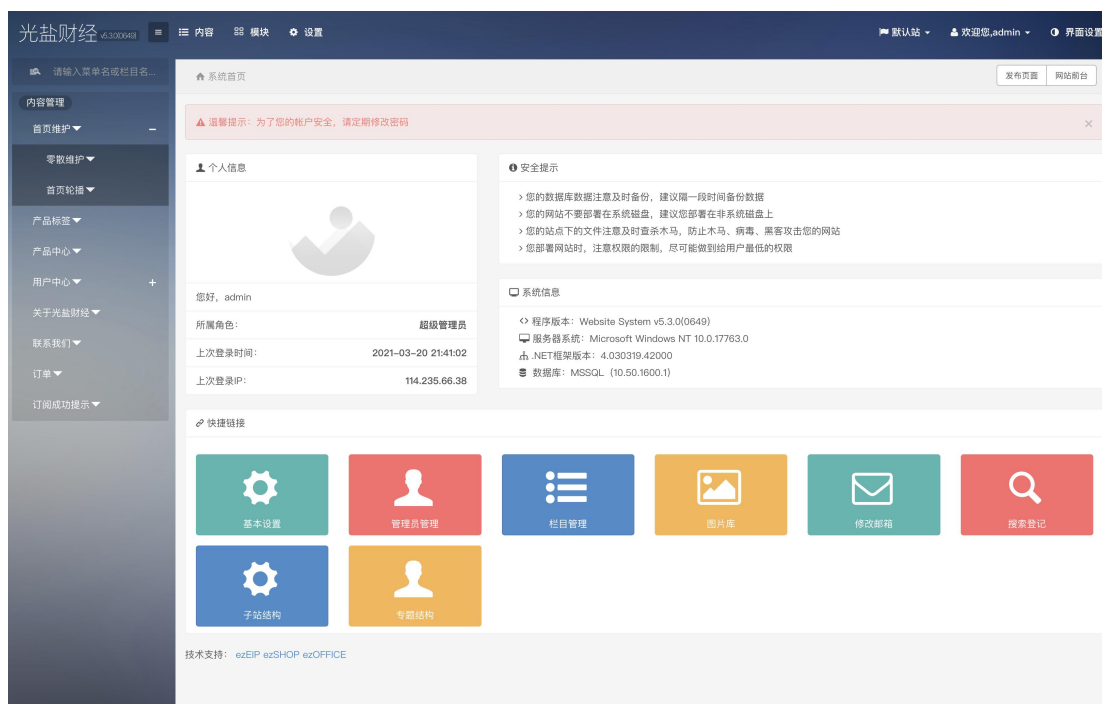 光盐财经 v5.3.0(0649)
内容 模块 设置 默认站 欢迎您,admin 界面设置
请输入菜单名或栏目名...
系统首页 发布页面 网站前台
内容管理
首页维护
零散维护
首页轮播
产品标签
产品中心
用户中心
关于光盐财经
联系我们
订单
订阅成功提示
温馨提示：为了您的帐户安全，请定期修改密码 ×
个人信息
您好，admin
所属角色： 超级管理员
上次登录时间： 2021-03-20 21:41:02
上次登录IP： 114.235.66.38
安全提示
> 您的数据库数据注意及时备份，建议隔一段时间备份数据
> 您的网站不要部署在系统磁盘，建议您部署在非系统磁盘上
> 您的站点下的文件注意及时查杀木马，防止木马、病毒、黑客攻击您的网站
> 您部署网站时，注意权限的限制，尽可能做到给用户最低的权限
系统信息
程序版本：Website System v5.3.0(0649)
服务器系统：Microsoft Windows NT 10.0.17763.0
.NET框架版本：4.030319.42000
数据库：MSSQL（10.50.1600.1）
快捷链接
基本设置 管理员管理 栏目管理 图片库 修改邮箱 搜索登记
子站结构 专题结构
技术支持： ezEIP ezSHOP ezOFFICE